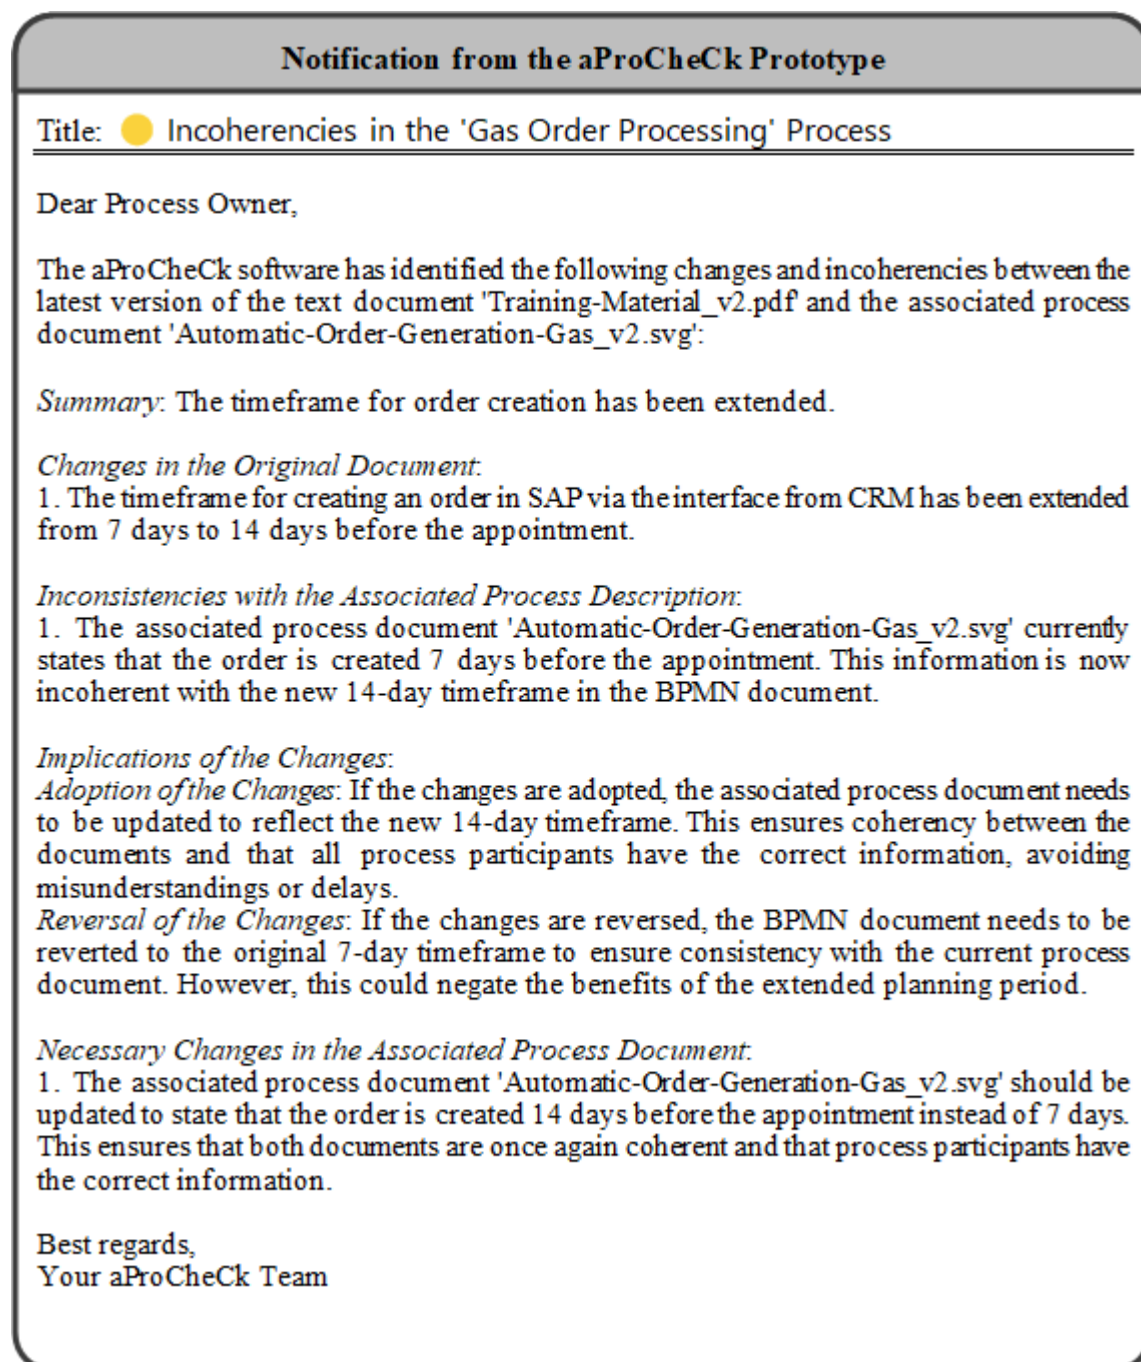 Notification from the aProCheCk Prototype
Title: Incoherencies in the 'Gas Order Processing' Process
Dear Process Owner,
The aProCheCk software has identified the following changes and incoherencies between the
latest version of the text document 'Training-Material_v2.pdf' and the associated process
document 'Automatic-Order-Generation-Gas_v2.svg':
Summary: The timeframe for order creation has been extended.
Changes in the Original Document:
1. The timeframe for creating an order in SAP via the interface from CRM has been extended
from 7 days to 14 days before the appointment.
Inconsistencies with the Associated Process Description:
1. The associated process document 'Automatic-Order-Generation-Gas_v2.svg' currently
states that the order is created 7 days before the appointment. This information is now
incoherent with the new 14-day timeframe in the BPMN document.
Implications of the Changes:
Adoption of the Changes: If the changes are adopted, the associated process document needs
to be updated to reflect the new 14-day timeframe. This ensures coherency between the
documents and that all process participants have the correct information, avoiding
misunderstandings or delays.
Reversal of the Changes: If the changes are reversed, the BPMN document needs to be
reverted to the original 7-day timeframe to ensure consistency with the current process
document. However, this could negate the benefits of the extended planning period.
Necessary Changes in the Associated Process Document:
1. The associated process document 'Automatic-Order-Generation-Gas_v2.svg' should be
updated to state that the order is created 14 days before the appointment instead of 7 days.
This ensures that both documents are once again coherent and that process participants have
the correct information.
Best regards,
Your aProCheCk Team